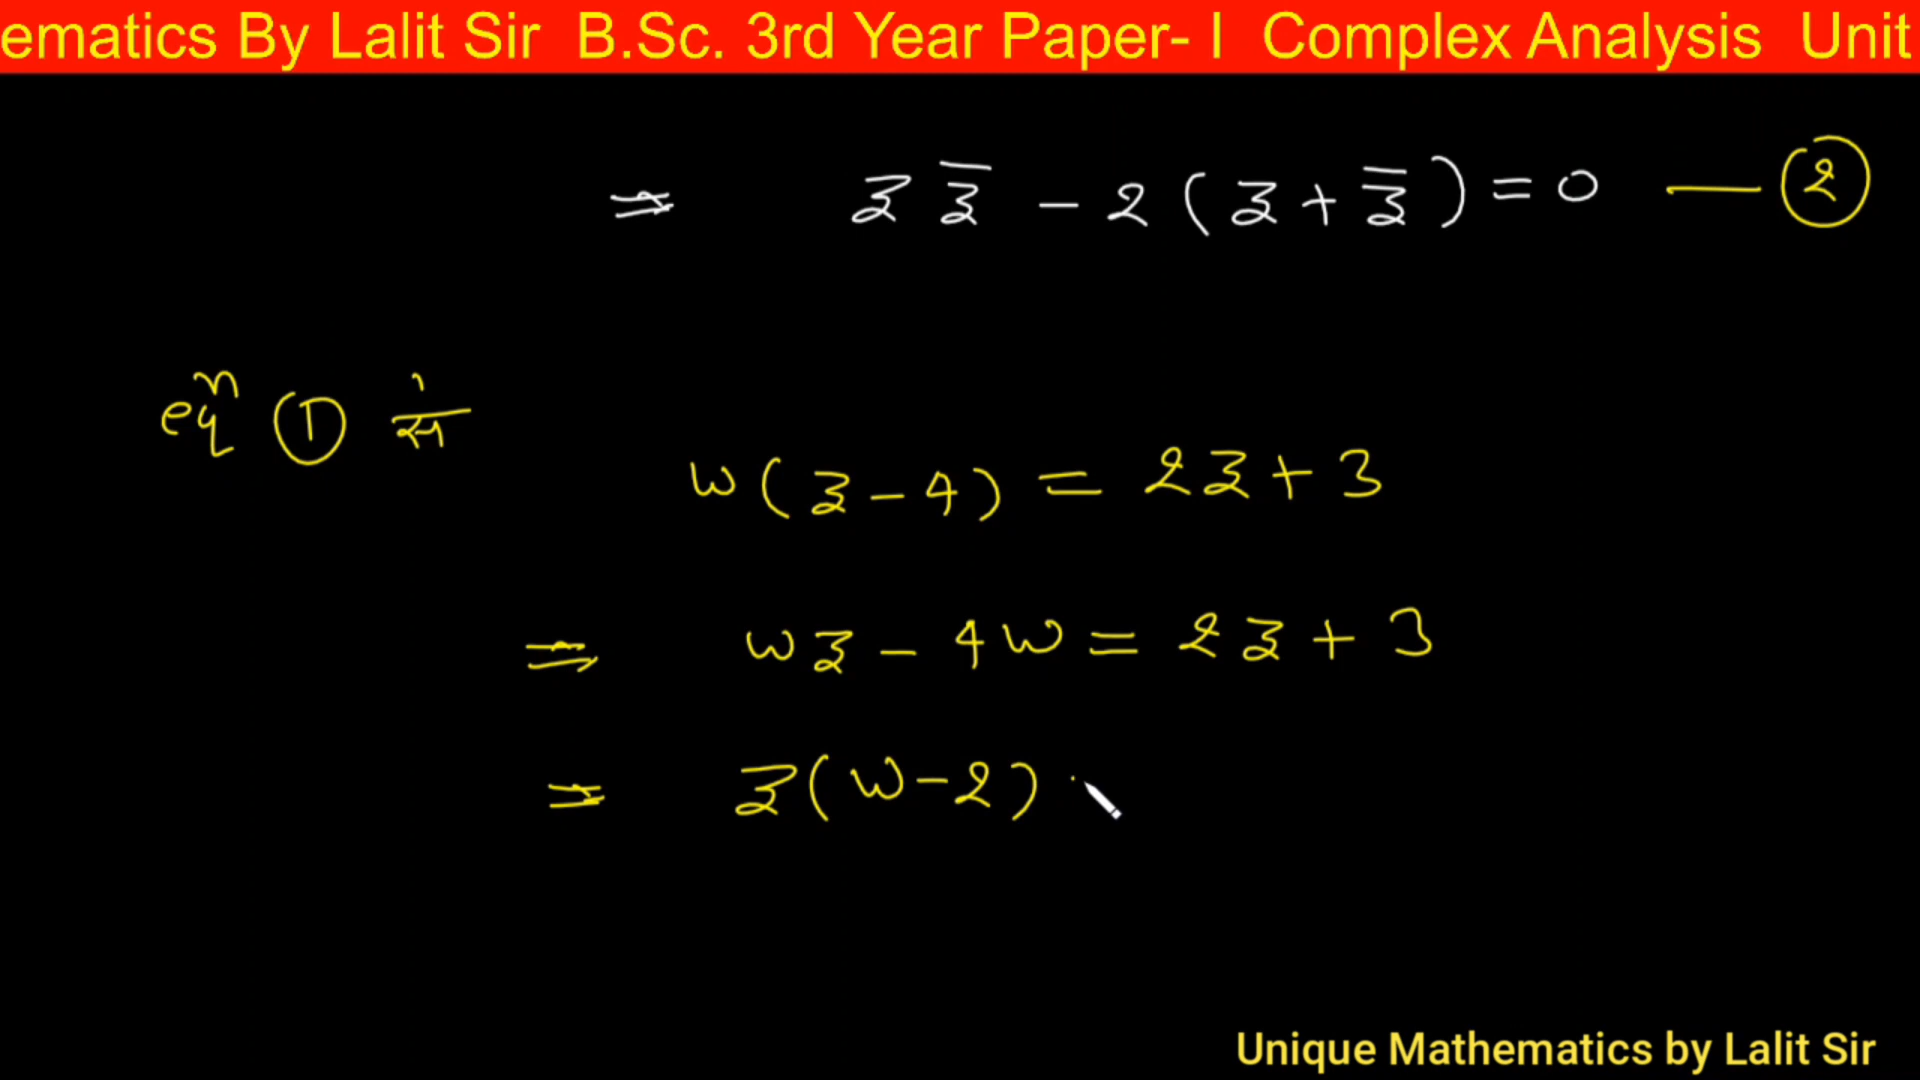 ematics By Lalit Sir B.Sc. 3rd Year Paper- I Complex Analysis Unit
⇒ z z̅ - 2 ( z + z̅ ) = 0 — ②
eqⁿ ① सें
w ( z - 4 ) = 2z + 3
⇒ wz - 4w = 2z + 3
⇒ z ( w - 2 )
Unique Mathematics by Lalit Sir